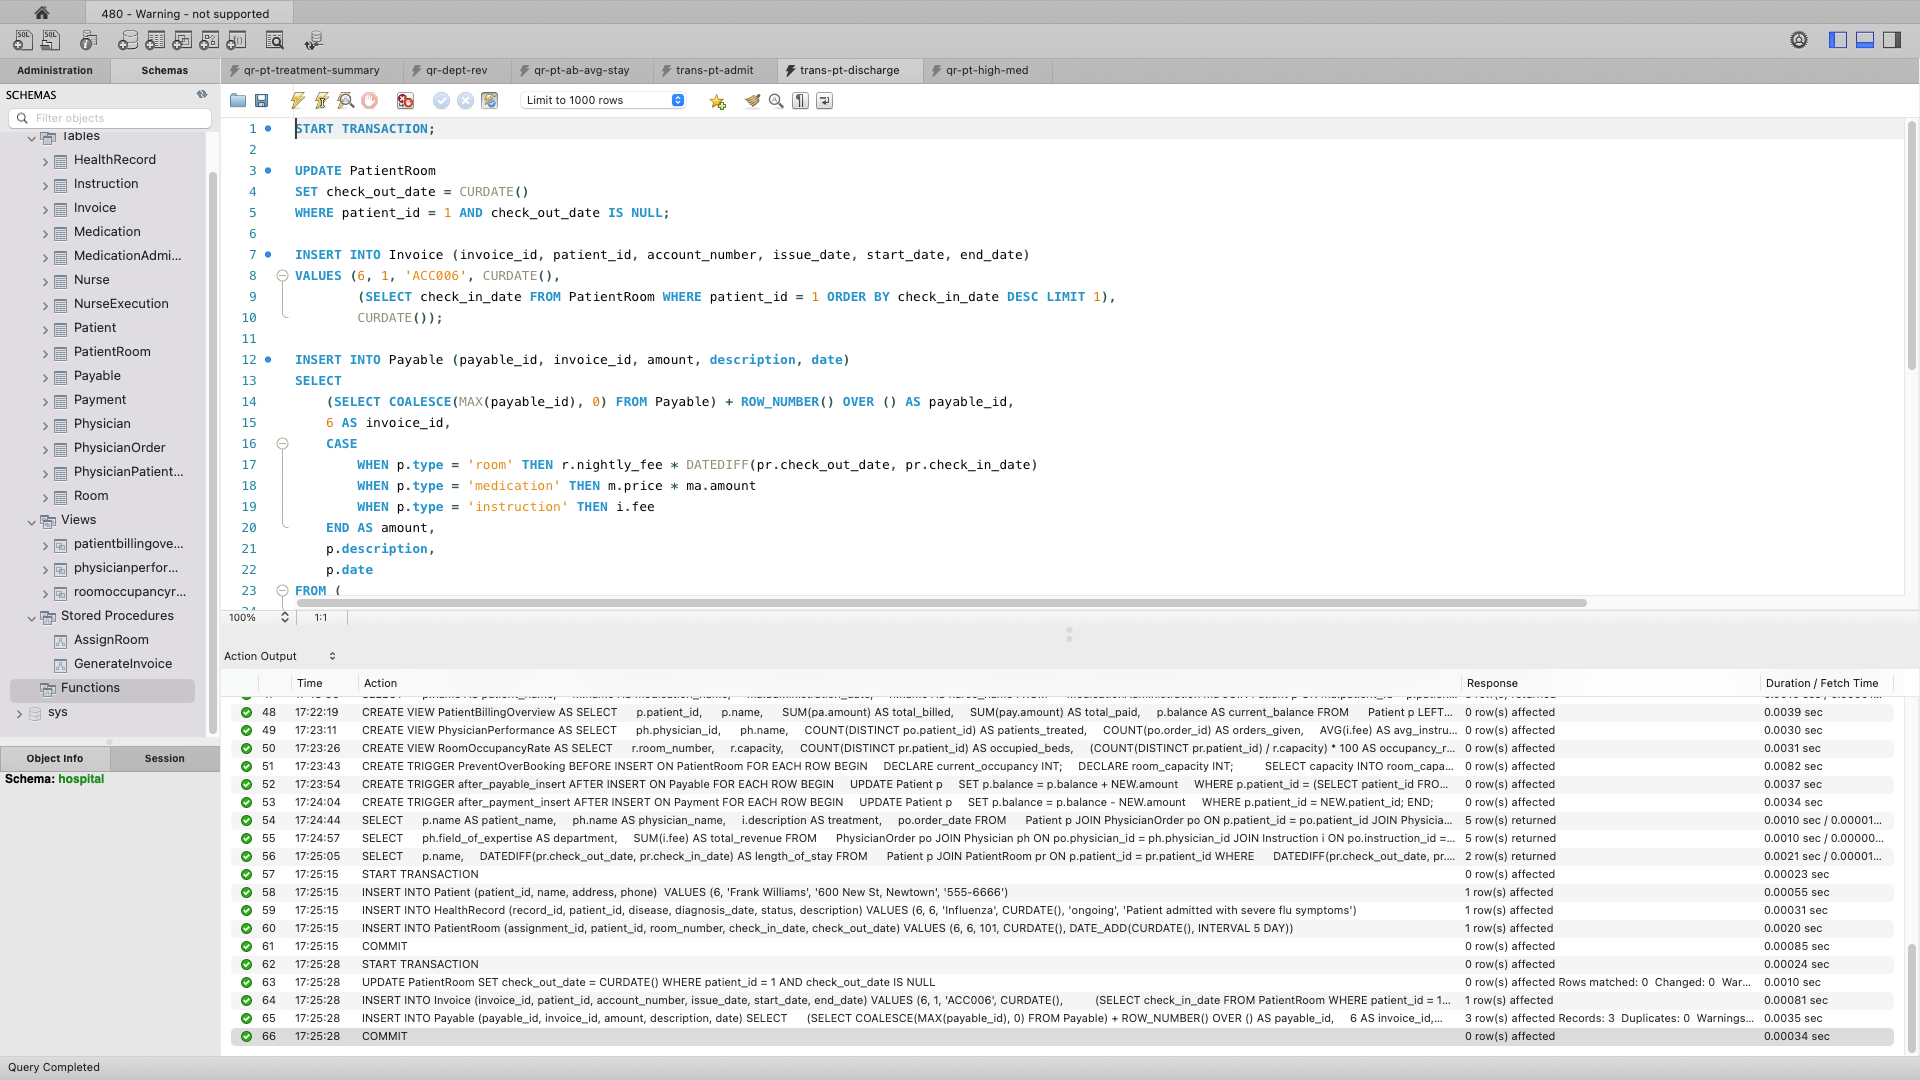 480 - Warning - not supported
Administration
Schemas
qr-pt-treatment-summary
qr-dept-rev
qr-pt-ab-avg-stay
trans-pt-admit
trans-pt-discharge
qr-pt-high-med
SCHEMAS
Filter objects
Limit to 1000 rows
Tables
HealthRecord
Instruction
Invoice
Medication
MedicationAdmi...
Nurse
NurseExecution
Patient
PatientRoom
Payable
Payment
Physician
PhysicianOrder
PhysicianPatient...
Room
Views
patientbillingove...
physicianperfor...
roomoccupancyr...
Stored Procedures
AssignRoom
GenerateInvoice
Functions
sys
Object Info
Session
Schema: hospital
1 START TRANSACTION;
2
3 UPDATE PatientRoom
4 SET check_out_date = CURDATE()
5 WHERE patient_id = 1 AND check_out_date IS NULL;
6
7 INSERT INTO Invoice (invoice_id, patient_id, account_number, issue_date, start_date, end_date)
8 VALUES (6, 1, 'ACC006', CURDATE(),
9 (SELECT check_in_date FROM PatientRoom WHERE patient_id = 1 ORDER BY check_in_date DESC LIMIT 1),
10 CURDATE());
11
12 INSERT INTO Payable (payable_id, invoice_id, amount, description, date)
13 SELECT
14 (SELECT COALESCE(MAX(payable_id), 0) FROM Payable) + ROW_NUMBER() OVER () AS payable_id,
15 6 AS invoice_id,
16 CASE
17 WHEN p.type = 'room' THEN r.nightly_fee * DATEDIFF(pr.check_out_date, pr.check_in_date)
18 WHEN p.type = 'medication' THEN m.price * ma.amount
19 WHEN p.type = 'instruction' THEN i.fee
20 END AS amount,
21 p.description,
22 p.date
23 FROM (
100%
1:1
Action Output
Time Action Response Duration / Fetch Time
48 17:22:19 CREATE VIEW PatientBillingOverview AS SELECT p.patient_id, p.name, SUM(pa.amount) AS total_billed, SUM(pay.amount) AS total_paid, p.balance AS current_balance FROM Patient p LEFT... 0 row(s) affected 0.0039 sec
49 17:23:11 CREATE VIEW PhysicianPerformance AS SELECT ph.physician_id, ph.name, COUNT(DISTINCT po.patient_id) AS patients_treated, COUNT(po.order_id) AS orders_given, AVG(i.fee) AS avg_instru... 0 row(s) affected 0.0030 sec
50 17:23:26 CREATE VIEW RoomOccupancyRate AS SELECT r.room_number, r.capacity, COUNT(DISTINCT pr.patient_id) AS occupied_beds, (COUNT(DISTINCT pr.patient_id) / r.capacity) * 100 AS occupancy_r... 0 row(s) affected 0.0031 sec
51 17:23:43 CREATE TRIGGER PreventOverBooking BEFORE INSERT ON PatientRoom FOR EACH ROW BEGIN DECLARE current_occupancy INT; DECLARE room_capacity INT; SELECT capacity INTO room_capa... 0 row(s) affected 0.0082 sec
52 17:23:54 CREATE TRIGGER after_payable_insert AFTER INSERT ON Payable FOR EACH ROW BEGIN UPDATE Patient p SET p.balance = p.balance + NEW.amount WHERE p.patient_id = (SELECT patient_id FRO... 0 row(s) affected 0.0037 sec
53 17:24:04 CREATE TRIGGER after_payment_insert AFTER INSERT ON Payment FOR EACH ROW BEGIN UPDATE Patient p SET p.balance = p.balance - NEW.amount WHERE p.patient_id = NEW.patient_id; END; 0 row(s) affected 0.0034 sec
54 17:24:44 SELECT p.name AS patient_name, ph.name AS physician_name, i.description AS treatment, po.order_date FROM Patient p JOIN PhysicianOrder po ON p.patient_id = po.patient_id JOIN Physicia... 5 row(s) returned 0.0010 sec / 0.00001...
55 17:24:57 SELECT ph.field_of_expertise AS department, SUM(i.fee) AS total_revenue FROM PhysicianOrder po JOIN Physician ph ON po.physician_id = ph.physician_id JOIN Instruction i ON po.instruction_id =... 5 row(s) returned 0.0010 sec / 0.00000...
56 17:25:05 SELECT p.name, DATEDIFF(pr.check_out_date, pr.check_in_date) AS length_of_stay FROM Patient p JOIN PatientRoom pr ON p.patient_id = pr.patient_id WHERE DATEDIFF(pr.check_out_date, pr.... 2 row(s) returned 0.0021 sec / 0.00001...
57 17:25:15 START TRANSACTION 0 row(s) affected 0.00023 sec
58 17:25:15 INSERT INTO Patient (patient_id, name, address, phone) VALUES (6, 'Frank Williams', '600 New St, Newtown', '555-6666') 1 row(s) affected 0.00055 sec
59 17:25:15 INSERT INTO HealthRecord (record_id, patient_id, disease, diagnosis_date, status, description) VALUES (6, 6, 'Influenza', CURDATE(), 'ongoing', 'Patient admitted with severe flu symptoms') 1 row(s) affected 0.00031 sec
60 17:25:15 INSERT INTO PatientRoom (assignment_id, patient_id, room_number, check_in_date, check_out_date) VALUES (6, 6, 101, CURDATE(), DATE_ADD(CURDATE(), INTERVAL 5 DAY)) 1 row(s) affected 0.0020 sec
61 17:25:15 COMMIT 0 row(s) affected 0.00085 sec
62 17:25:28 START TRANSACTION 0 row(s) affected 0.00024 sec
63 17:25:28 UPDATE PatientRoom SET check_out_date = CURDATE() WHERE patient_id = 1 AND check_out_date IS NULL 0 row(s) affected Rows matched: 0 Changed: 0 War... 0.0010 sec
64 17:25:28 INSERT INTO Invoice (invoice_id, patient_id, account_number, issue_date, start_date, end_date) VALUES (6, 1, 'ACC006', CURDATE(), (SELECT check_in_date FROM PatientRoom WHERE patient_id = 1... 1 row(s) affected 0.00081 sec
65 17:25:28 INSERT INTO Payable (payable_id, invoice_id, amount, description, date) SELECT (SELECT COALESCE(MAX(payable_id), 0) FROM Payable) + ROW_NUMBER() OVER () AS payable_id, 6 AS invoice_id,... 3 row(s) affected Records: 3 Duplicates: 0 Warnings... 0.0035 sec
66 17:25:28 COMMIT 0 row(s) affected 0.00034 sec
Query Completed